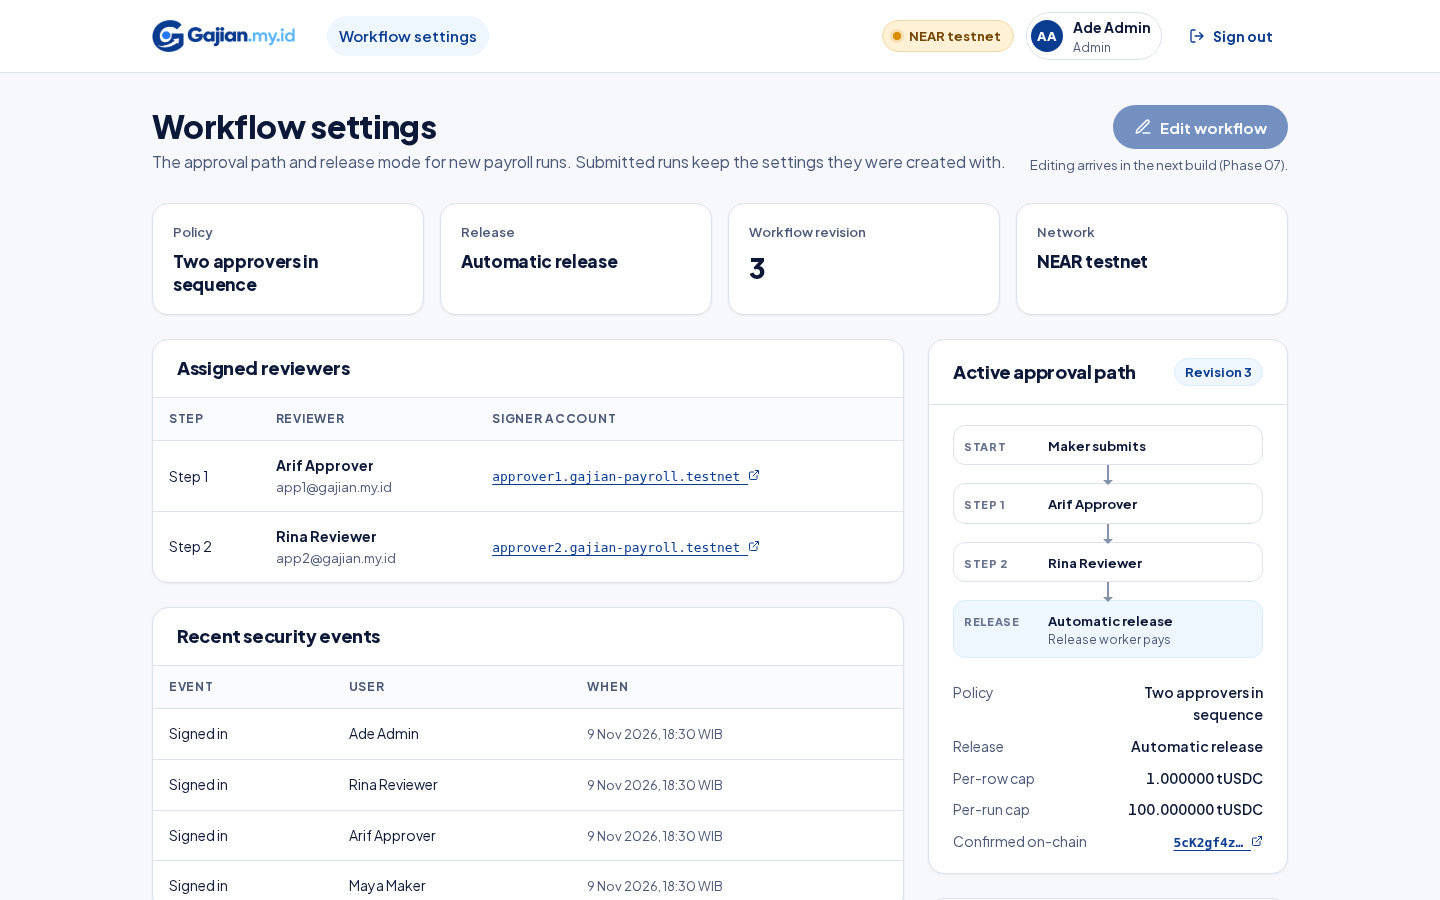 Gajian.my.id
Workflow settings
NEAR testnet
AA
Ade Admin
Admin
Sign out
Workflow settings
The approval path and release mode for new payroll runs. Submitted runs keep the settings they were created with.
Edit workflow
Editing arrives in the next build (Phase 07).
Policy
Two approvers in
sequence
Release
Automatic release
Workflow revision
3
Network
NEAR testnet
Assigned reviewers
STEP REVIEWER SIGNER ACCOUNT
Step 1 Arif Approver approver1.gajian-payroll.testnet
app1@gajian.my.id
Step 2 Rina Reviewer approver2.gajian-payroll.testnet
app2@gajian.my.id
Recent security events
EVENT USER WHEN
Signed in Ade Admin 9 Nov 2026, 18:30 WIB
Signed in Rina Reviewer 9 Nov 2026, 18:30 WIB
Signed in Arif Approver 9 Nov 2026, 18:30 WIB
Signed in Maya Maker 9 Nov 2026, 18:30 WIB
Active approval path Revision 3
START Maker submits
STEP 1 Arif Approver
STEP 2 Rina Reviewer
RELEASE Automatic release
Release worker pays
Policy Two approvers in
sequence
Release Automatic release
Per-row cap 1.000000 tUSDC
Per-run cap 100.000000 tUSDC
Confirmed on-chain 5cK2gf4z…